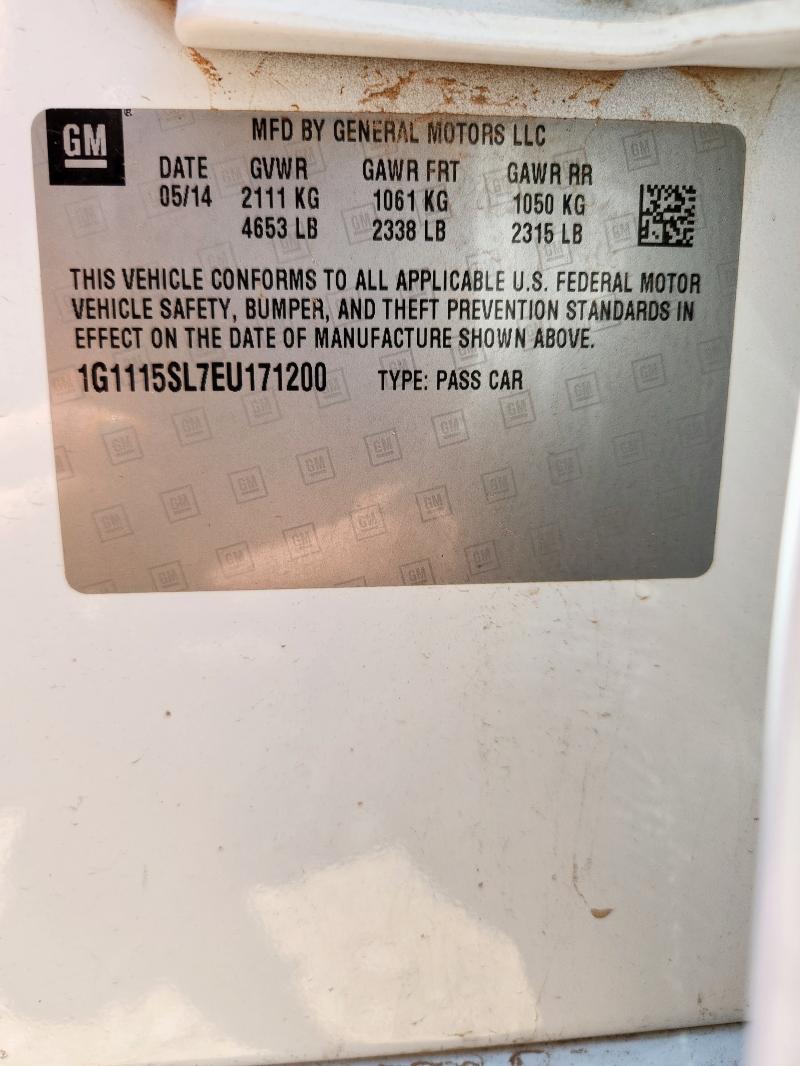 GM
MFD BY GENERAL MOTORS LLC
DATE GVWR GAWR FRT GAWR RR
05/14 2111 KG 1061 KG 1050 KG
4653 LB 2338 LB 2315 LB
THIS VEHICLE CONFORMS TO ALL APPLICABLE U.S. FEDERAL MOTOR
VEHICLE SAFETY, BUMPER, AND THEFT PREVENTION STANDARDS IN
EFFECT ON THE DATE OF MANUFACTURE SHOWN ABOVE.
1G1115SL7EU171200 TYPE: PASS CAR